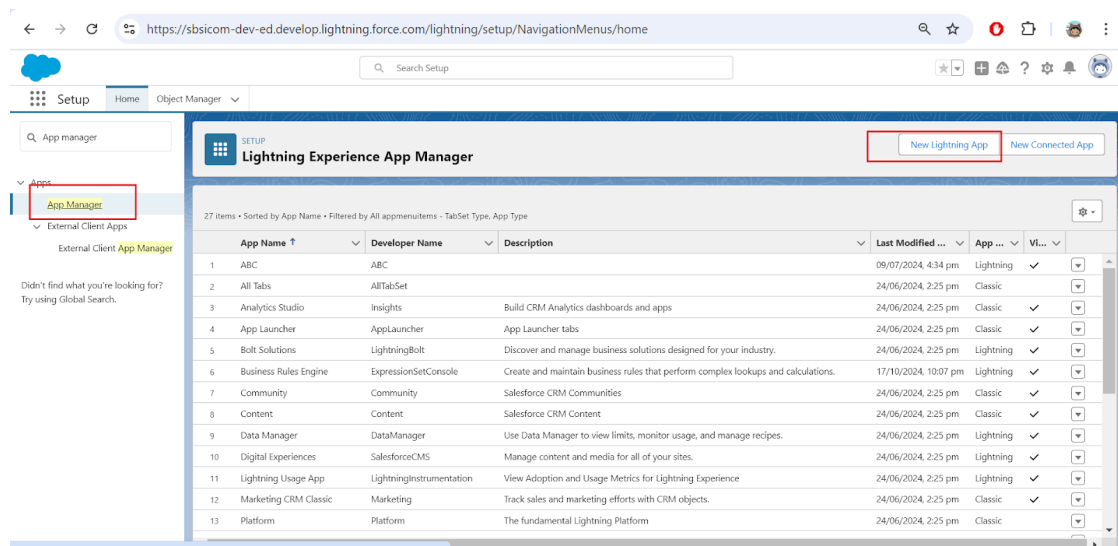 https://sbsicom-dev-ed.develop.lightning.force.com/lightning/setup/NavigationMenus/home
Search Setup
Setup Home Object Manager
App manager
Apps
App Manager
External Client Apps
External Client App Manager
Didn't find what you're looking for?
Try using Global Search.
SETUP
Lightning Experience App Manager
New Lightning App New Connected App
27 items • Sorted by App Name • Filtered by All appmenuitems - TabSet Type, App Type
App Name ↑ Developer Name Description Last Modified ... App ... Vi...
1 ABC ABC 09/07/2024, 4:34 pm Lightning
2 All Tabs AllTabSet 24/06/2024, 2:25 pm Classic
3 Analytics Studio Insights Build CRM Analytics dashboards and apps 24/06/2024, 2:25 pm Classic
4 App Launcher AppLauncher App Launcher tabs 24/06/2024, 2:25 pm Classic
5 Bolt Solutions LightningBolt Discover and manage business solutions designed for your industry. 24/06/2024, 2:25 pm Lightning
6 Business Rules Engine ExpressionSetConsole Create and maintain business rules that perform complex lookups and calculations. 17/10/2024, 10:07 pm Lightning
7 Community Community Salesforce CRM Communities 24/06/2024, 2:25 pm Classic
8 Content Content Salesforce CRM Content 24/06/2024, 2:25 pm Classic
9 Data Manager DataManager Use Data Manager to view limits, monitor usage, and manage recipes. 24/06/2024, 2:25 pm Lightning
10 Digital Experiences SalesforceCMS Manage content and media for all of your sites. 24/06/2024, 2:25 pm Lightning
11 Lightning Usage App LightningInstrumentation View Adoption and Usage Metrics for Lightning Experience 24/06/2024, 2:25 pm Lightning
12 Marketing CRM Classic Marketing Track sales and marketing efforts with CRM objects. 24/06/2024, 2:25 pm Classic
13 Platform Platform The fundamental Lightning Platform 24/06/2024, 2:25 pm Classic